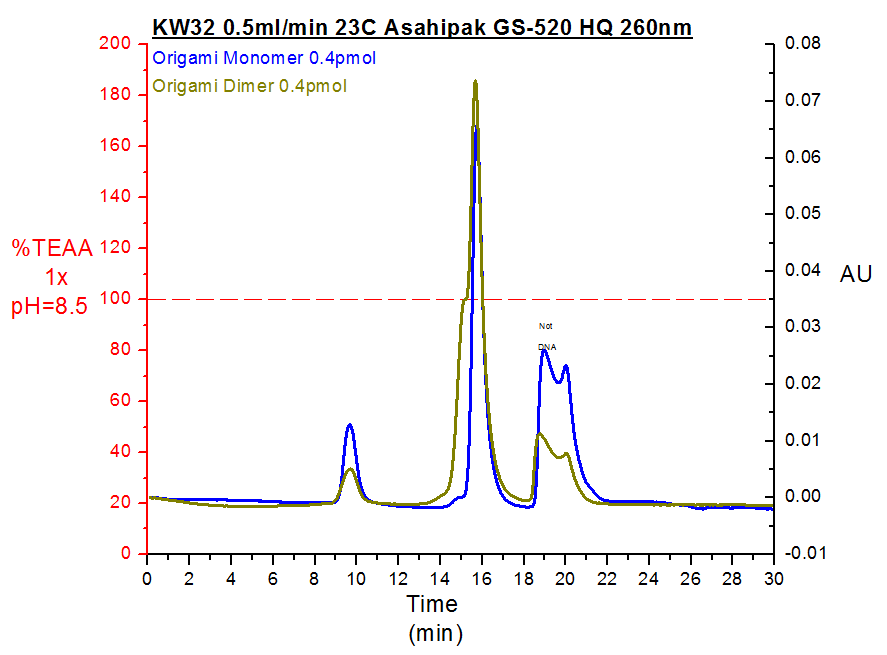 KW32 0.5ml/min 23C Asahipak GS-520 HQ 260nm
Origami Monomer 0.4pmol
Origami Dimer 0.4pmol
200
180
160
140
120
100
80
60
40
20
0
%TEAA
1x
pH=8.5
0.08
0.07
0.06
0.05
0.04
0.03
0.02
0.01
0.00
-0.01
AU
Not
DNA
0 2 4 6 8 10 12 14 16 18 20 22 24 26 28 30
Time
(min)